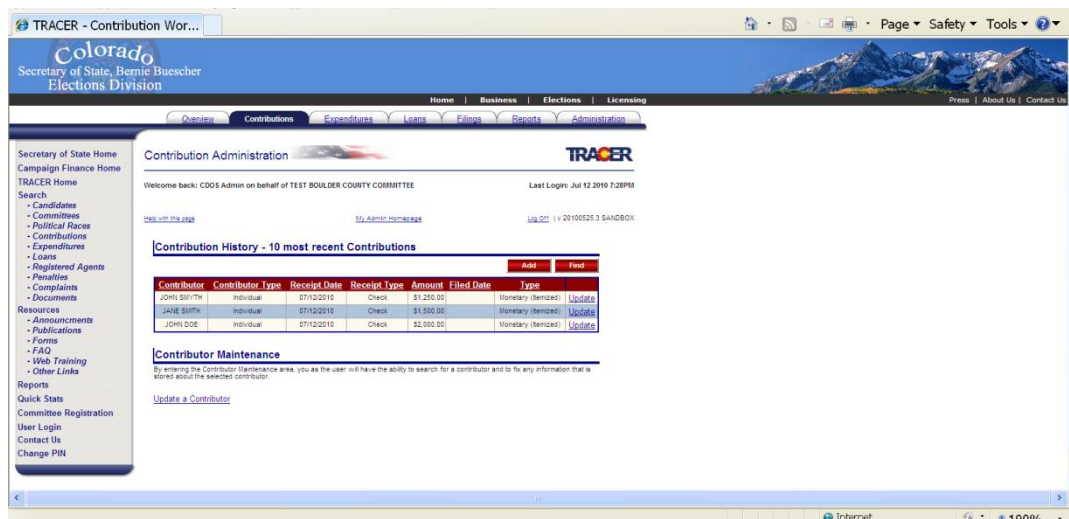 TRACER - Contribution Wor...
Page Safety Tools
Colorado
Secretary of State, Bernie Buescher
Elections Division
Home | Business | Elections | Licensing
Press | About Us | Contact Us
Overview Contributions Expenditures Loans Filings Reports Administration
Secretary of State Home
Campaign Finance Home
TRACER Home
Search
- Candidates
- Committees
- Political Races
- Contributions
- Expenditures
- Loans
- Registered Agents
- Penalties
- Complaints
- Documents
Resources
- Announcments
- Publications
- Forms
- FAQ
- Web Training
- Other Links
Reports
Quick Stats
Committee Registration
User Login
Contact Us
Change PIN
Contribution Administration
TRACER
Welcome back: CDOS Admin on behalf of TEST BOULDER COUNTY COMMITTEE Last Login: Jul 12 2010 7:28PM
Help with this page My Admin Homepage Log Off | v 20100525.3 SANDBOX
Contribution History - 10 most recent Contributions
Add Find
Contributor Contributor Type Receipt Date Receipt Type Amount Filed Date Type
JOHN SMYTH Individual 07/12/2010 Check $1,250.00 Monetary (Itemized) Update
JANE SMITH Individual 07/12/2010 Check $1,500.00 Monetary (Itemized) Update
JOHN DOE Individual 07/12/2010 Check $2,000.00 Monetary (Itemized) Update
Contributor Maintenance
By entering the Contributor Maintenance area, you as the user will have the ability to search for a contributor and to fix any information that is
stored about the selected contributor.
Update a Contributor
Internet 100%